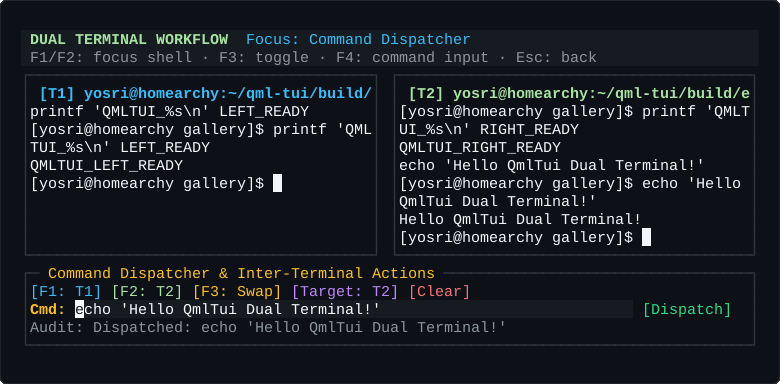 DUAL TERMINAL WORKFLOW  Focus: Command Dispatcher
F1/F2: focus shell · F3: toggle · F4: command input · Esc: back
[T1] yosri@homearchy:~/qml-tui/build/
printf 'QMLTUI_%s\n' LEFT_READY
[yosri@homearchy gallery]$ printf 'QML
TUI_%s\n' LEFT_READY
QMLTUI_LEFT_READY
[yosri@homearchy gallery]$
[T2] yosri@homearchy:~/qml-tui/build/e
[yosri@homearchy gallery]$ printf 'QMLT
UI_%s\n' RIGHT_READY
QMLTUI_RIGHT_READY
echo 'Hello QmlTui Dual Terminal!'
[yosri@homearchy gallery]$ echo 'Hello
QmlTui Dual Terminal!'
Hello QmlTui Dual Terminal!
[yosri@homearchy gallery]$
Command Dispatcher & Inter-Terminal Actions
[F1: T1] [F2: T2] [F3: Swap] [Target: T2] [Clear]
Cmd: echo 'Hello QmlTui Dual Terminal!' [Dispatch]
Audit: Dispatched: echo 'Hello QmlTui Dual Terminal!'